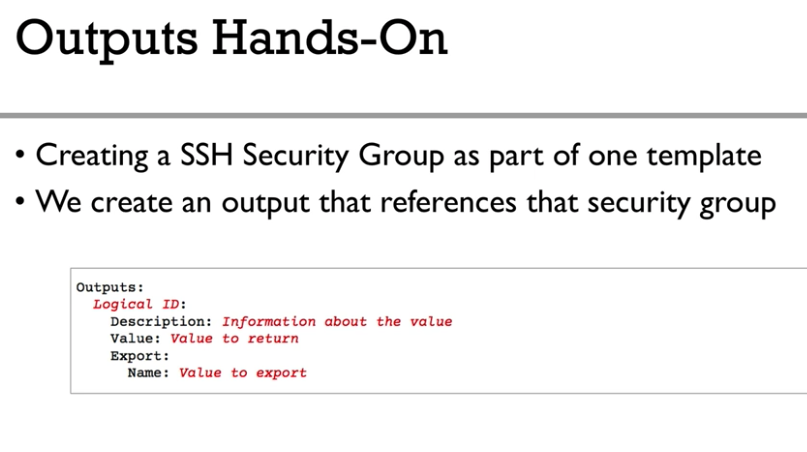 Outputs Hands-On
• Creating a SSH Security Group as part of one template
• We create an output that references that security group
Outputs:
  Logical ID:
    Description: Information about the value
    Value: Value to return
    Export:
      Name: Value to export